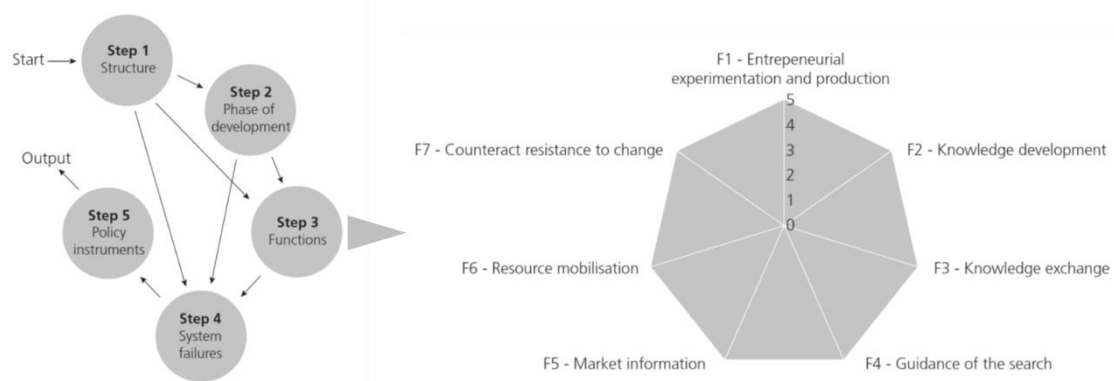 Start
Step 1
Structure
Step 2
Phase of
development
Output
Step 5
Policy
instruments
Step 3
Functions
Step 4
System
failures
F1 - Entrepeneurial
experimentation and production
5
4
3
2
1
0
F7 - Counteract resistance to change
F2 - Knowledge development
F6 - Resource mobilisation
F3 - Knowledge exchange
F5 - Market information
F4 - Guidance of the search